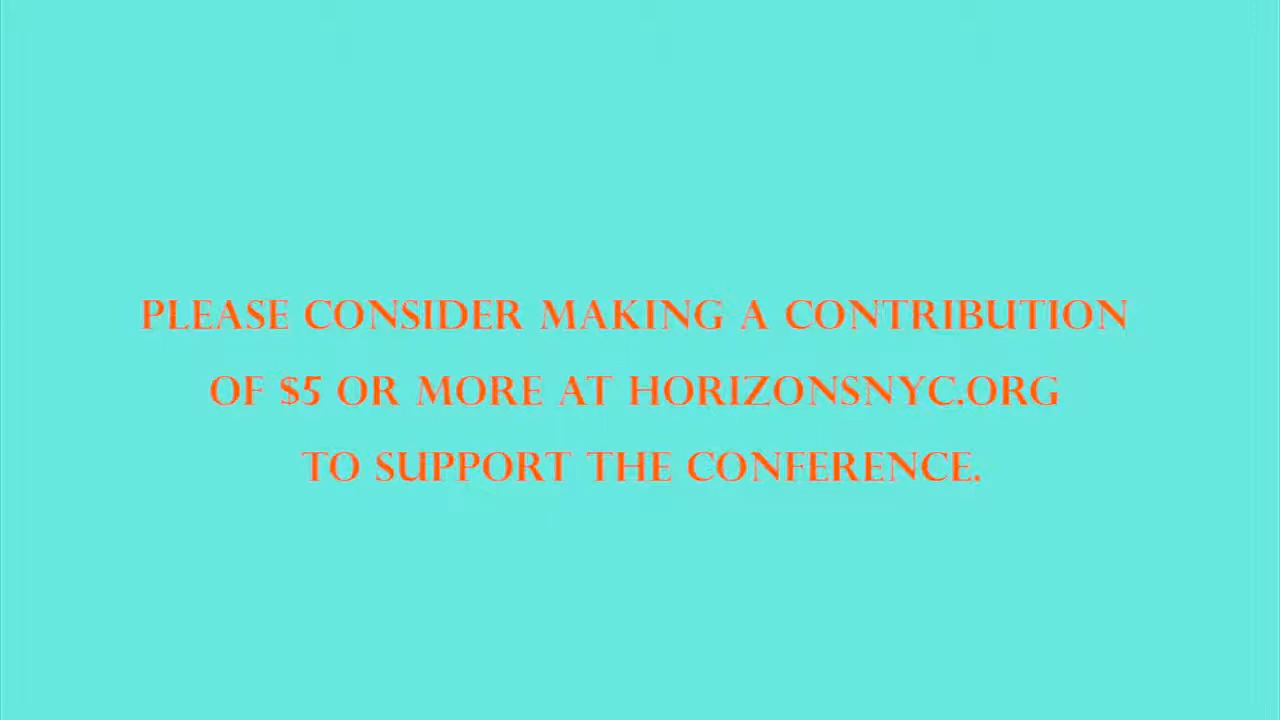 PLEASE CONSIDER MAKING A CONTRIBUTION
OF $5 OR MORE AT HORIZONSNYC.ORG
TO SUPPORT THE CONFERENCE.